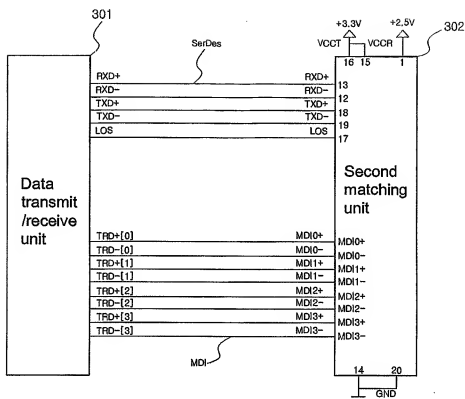 301
SerDes
+3.3V
+2.5V
302
VCCT
VCCR
16 15 1
RXD+ RXD+ 13
RXD- RXD- 12
TXD+ TXD+ 18
TXD- TXD- 19
LOS LOS 17
Data
transmit
/receive
unit
Second
matching
unit
TRD+[0] MDI0+ MDI0+
TRD-[0] MDI0- MDI0-
TRD+[1] MDI1+ MDI1+
TRD-[1] MDI1- MDI1-
TRD+[2] MDI2+ MDI2+
TRD-[2] MDI2- MDI2-
TRD+[3] MDI3+ MDI3+
TRD-[3] MDI3- MDI3-
MDI
14 20
GND